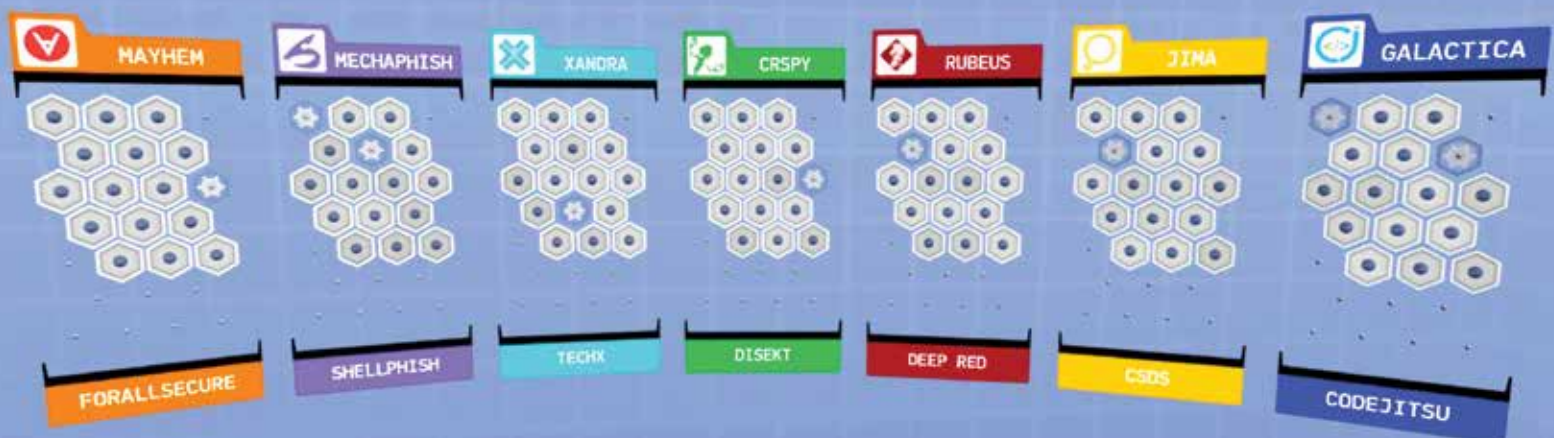 MAYHEM
MECHAPHISH
XANDRA
CRSPY
RUBEUS
JIMA
GALACTICA
FORALLSECURE
SHELLPHISH
TECHX
DISEKT
DEEP RED
CSDS
CODEJITSU